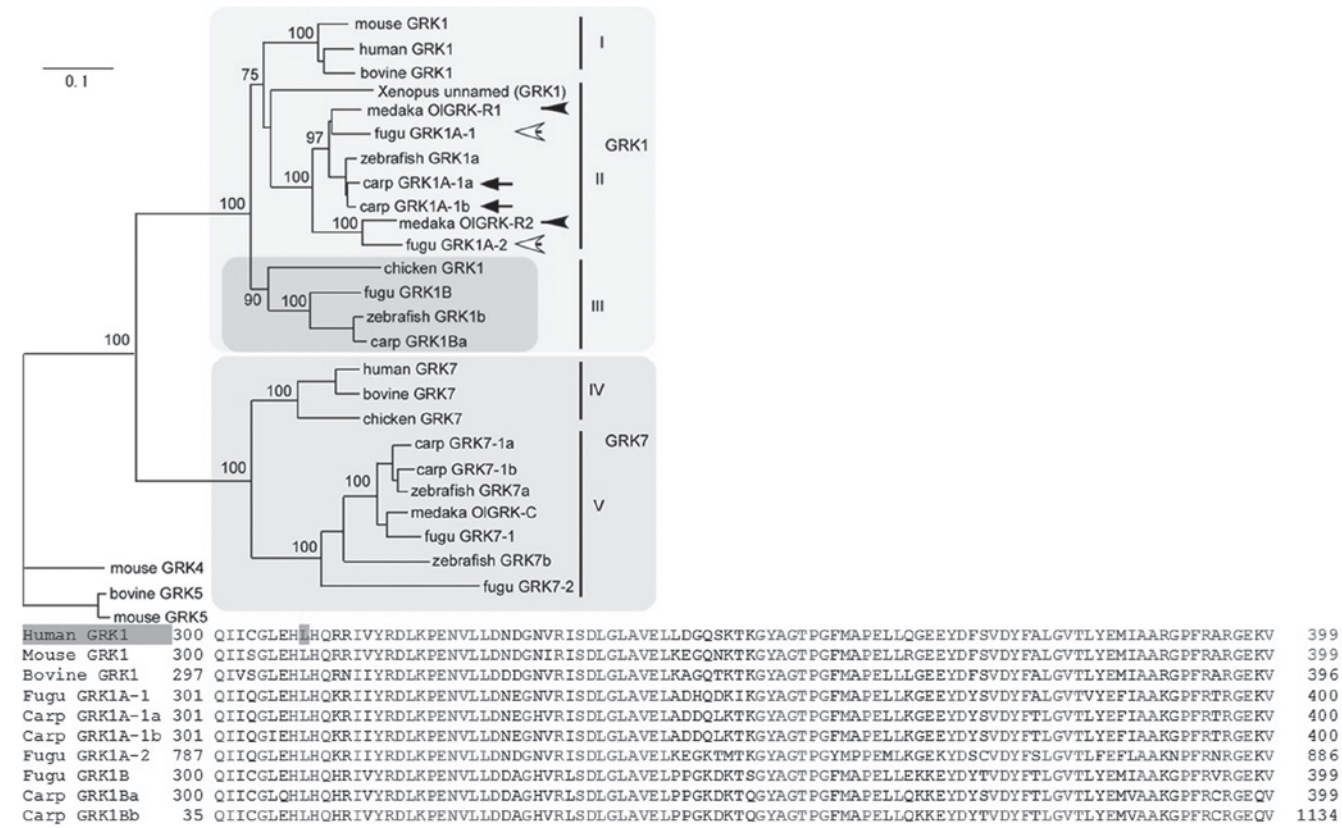 mouse GRK1
100
human GRK1
I
0.1
bovine GRK1
75
Xenopus unnamed (GRK1)
medaka OlGRK-R1
97
fugu GRK1A-1
GRK1
zebrafish GRK1a
100
carp GRK1A-1a
II
100
carp GRK1A-1b
100
medaka OlGRK-R2
fugu GRK1A-2
chicken GRK1
90
100
fugu GRK1B
III
zebrafish GRK1b
100
carp GRK1Ba
human GRK7
100
bovine GRK7
IV
chicken GRK7
carp GRK7-1a
GRK7
100
carp GRK7-1b
100
zebrafish GRK7a
V
medaka OlGRK-C
fugu GRK7-1
100
zebrafish GRK7b
mouse GRK4
fugu GRK7-2
bovine GRK5
mouse GRK5
Human GRK1 300 QIICGLEHLHQRRIVYRDLKPENVLLDNDGNVRISDLGLAVELLDGQSKTKGYAGTPGFMAPELLQGEEYDFSVDYFALGVTLYEMIAARGPFRARGEKV 399
Mouse GRK1 300 QIISGLEHLHQRRIVYRDLKPENVLLDNDGNIRISDLGLAVELKEGQNKTKGYAGTPGFMAPELLRGEEYDFSVDYFALGVTLYEMIAARGPFRARGEKV 399
Bovine GRK1 297 QIVSGLEHLHQRNIIYRDLKPENVLLDDDGNVRISDLGLAVELKAGQTKTKGYAGTPGFMAPELLLGEEYDFSVDYFALGVTLYEMIAARGPFRARGEKV 396
Fugu GRK1A-1 301 QIIQGLEHLHQKRIIYRDLKPENVLLDNEGNVRISDLGLAVELADHQDKIKGYAGTPGFMAPELLKGEEYDYSVDYFALGVTVYEFIAAKGPFRTRGEKV 400
Carp GRK1A-1a 301 QIIQGLEHLHQKRIIYRDLKPENVLLDNEGHVRISDLGLAVELADDQLKTKGYAGTPGFMAPELLKGEEYDYSVDYFTLGVTLYEFIAAKGPFRTRGEKV 400
Carp GRK1A-1b 301 QIIQGIEHLHQKRIIYRDLKPENVLLDNEGNVRISDLGLAVELADDQLKTKGYAGTPGFMAPELLKGEEYDYSVDYFTLGVTLYEFIAAKGPFRTRGEKV 400
Fugu GRK1A-2 787 QIIQGLEHLHQKRIIYRDLKPENVLLDNEGNVRISDLGLAVELKEGKTMTKGYAGTPGYMPPEMLKGEKYDSCVDYFSLGVTLFEFLAAKNPFRNRGEKV 886
Fugu GRK1B 300 QIICGLEHLHQHRIVYRDLKPENVLLDDAGHVRLSDLGLAVELPPGKDKTSGYAGTPGFMAPELLEKKEYDYTVDYFTLGVTLYEMIAAKGPFRVRGEKV 399
Carp GRK1Ba 300 QIICGLQHLHQHRIVYRDLKPENVLLDDAGHVRLSDLGLAVELPPGKDKTQGYAGTPGFMAPELLQKKEYDYSVDYFTLGVTLYEMVAAKGPFRCRGEQV 399
Carp GRK1Bb 35 QIICGLEHLHQHRIVYRDLKPENVLLDDAGHVRISDLGLAVELPPGKDKTQGYAGTPGFMAPELLQKKEYDYSVDYFTLGVTLYEMVAAKGPFRCRGEQV 1134